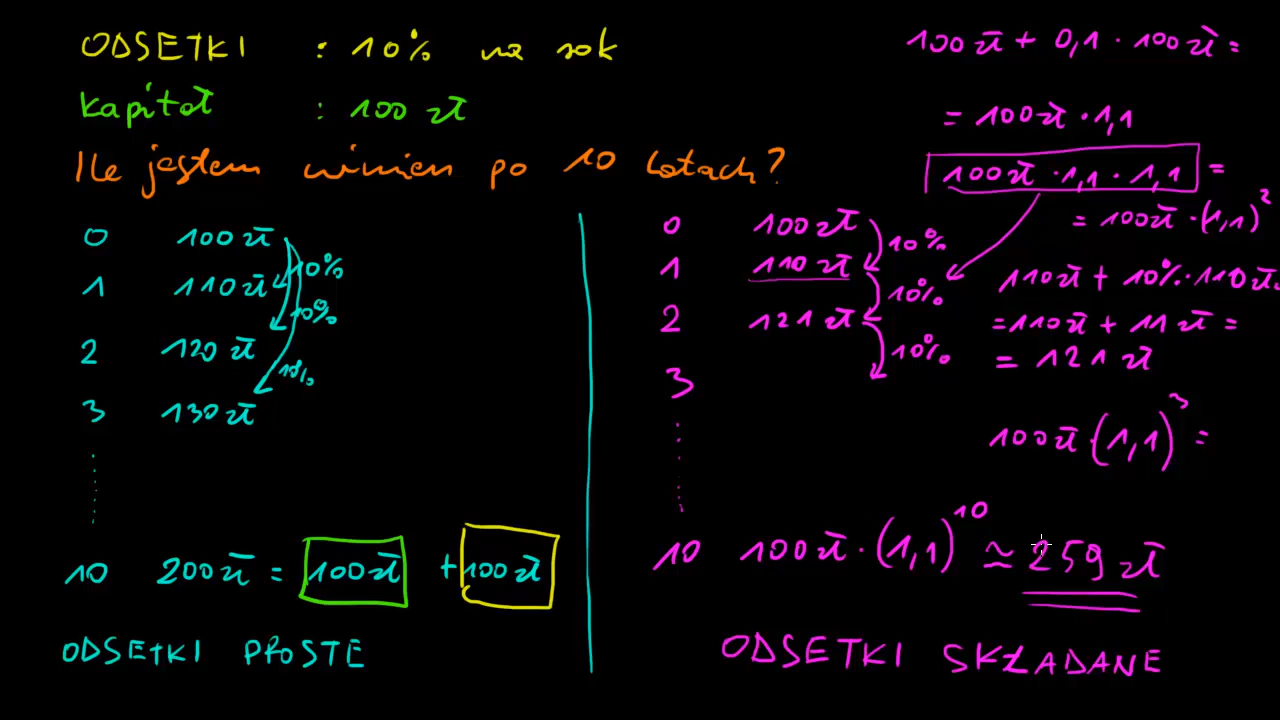 ODSETKI : 10% na rok
Kapitał : 100 zł
Ile jestem winien po 10 latach?
0 100 zł
10%
1 110 zł
10%
2 120 zł
10%
3 130 zł
10 200 zł = 100 zł + 100 zł
ODSETKI PROSTE
100 zł + 0,1 · 100 zł =
= 100 zł · 1,1
100 zł · 1,1 · 1,1 =
= 100 zł · (1,1)²
0 100 zł
10%
1 110 zł
10%
2 121 zł
10%
3
110 zł + 10% · 110 zł
= 110 zł + 11 zł =
= 121 zł
100 zł (1,1)³ =
10 100 zł · (1,1)¹⁰ ≈ 259 zł
ODSETKI SKŁADANE